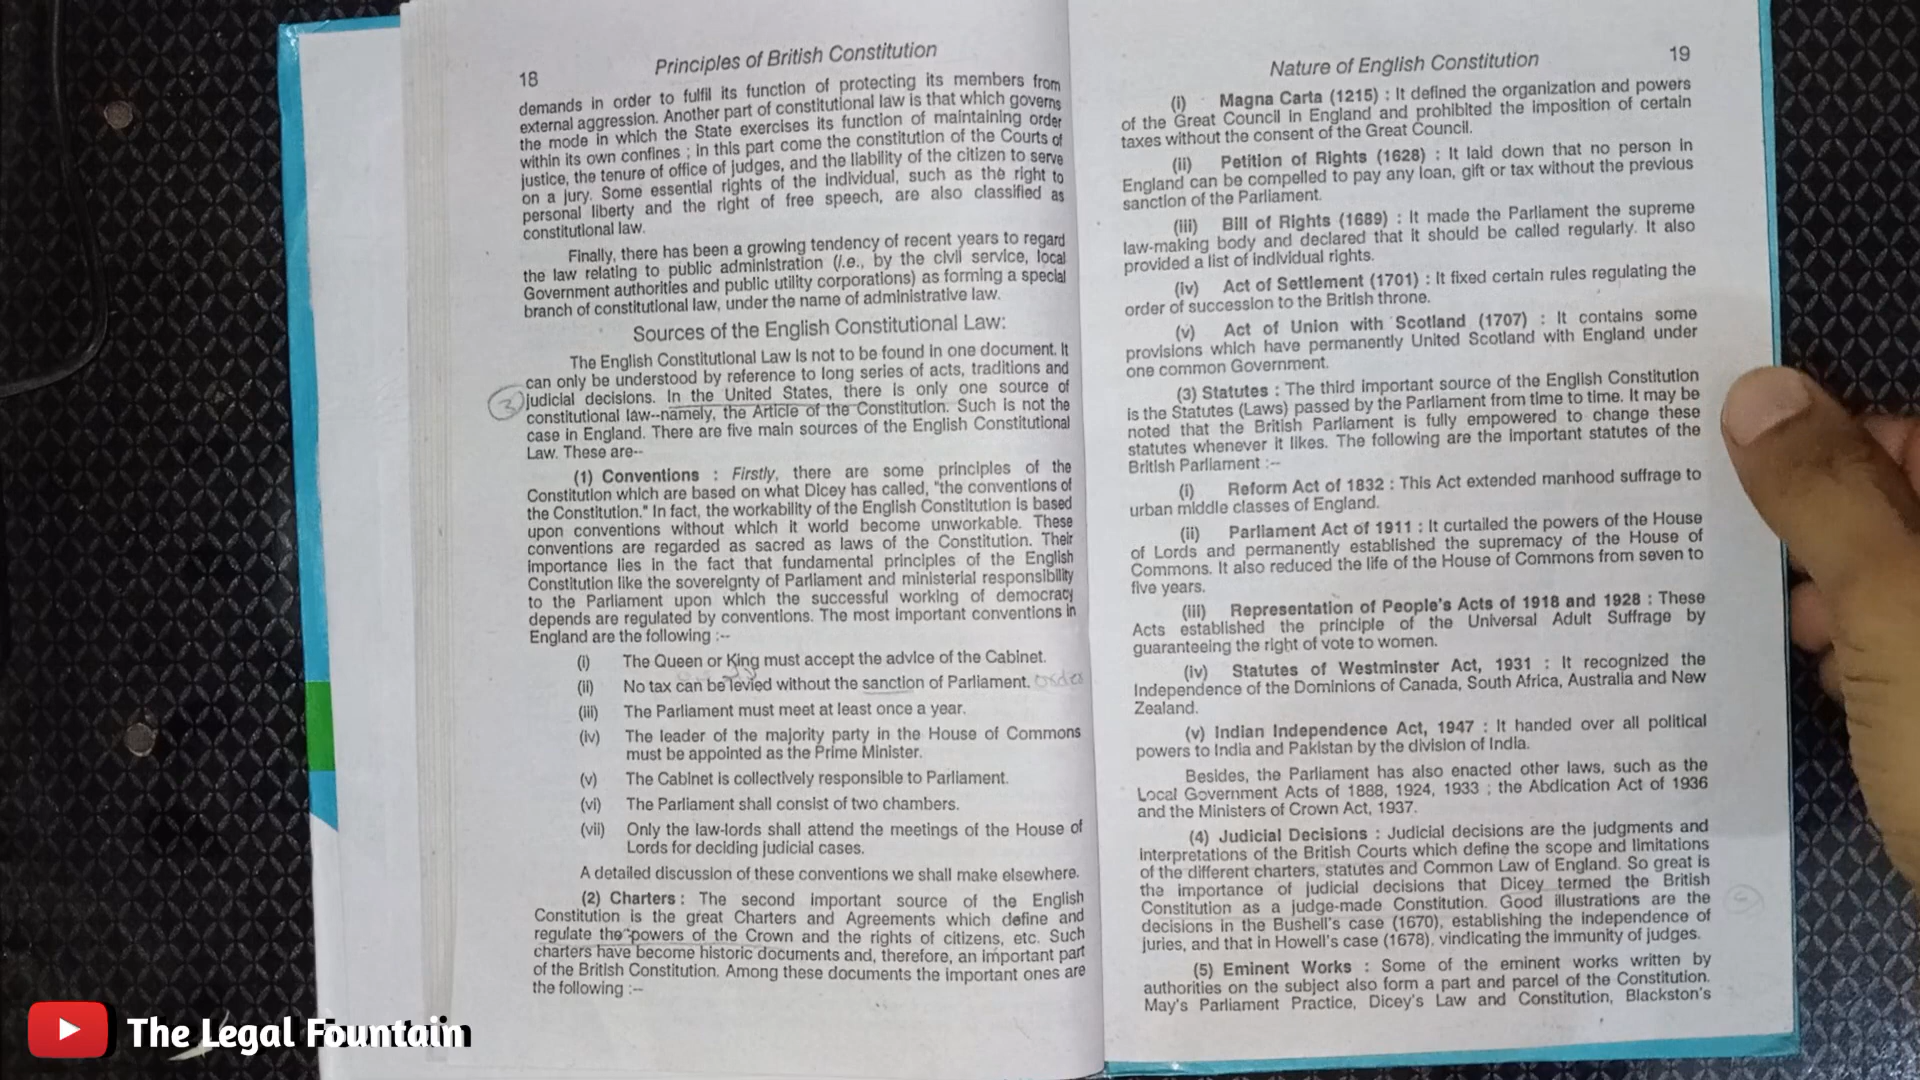 18
Principles of British Constitution
demands in order to fulfil its function of protecting its members from
external aggression. Another part of constitutional law is that which governs
the mode in which the State exercises its function of maintaining order
within its own confines ; in this part come the constitution of the Courts of
justice, the tenure of office of judges, and the liability of the citizen to serve
on a jury. Some essential rights of the individual, such as the right to
personal liberty and the right of free speech, are also classified as
constitutional law.
Finally, there has been a growing tendency of recent years to regard
the law relating to public administration (i.e., by the civil service, local
Government authorities and public utility corporations) as forming a special
branch of constitutional law, under the name of administrative law.
Sources of the English Constitutional Law:
The English Constitutional Law is not to be found in one document. It
can only be understood by reference to long series of acts, traditions and
3 judicial decisions. In the United States, there is only one source of
constitutional law--namely, the Article of the Constitution. Such is not the
case in England. There are five main sources of the English Constitutional
Law. These are--
(1) Conventions : Firstly, there are some principles of the
Constitution which are based on what Dicey has called, "the conventions of
the Constitution." In fact, the workability of the English Constitution is based
upon conventions without which it world become unworkable. These
conventions are regarded as sacred as laws of the Constitution. Their
importance lies in the fact that fundamental principles of the English
Constitution like the sovereignty of Parliament and ministerial responsibility
to the Parliament upon which the successful working of democracy
depends are regulated by conventions. The most important conventions in
England are the following :--
(i) The Queen or King must accept the advice of the Cabinet.
(ii) No tax can be levied without the sanction of Parliament. order
(iii) The Parliament must meet at least once a year.
(iv) The leader of the majority party in the House of Commons
must be appointed as the Prime Minister.
(v) The Cabinet is collectively responsible to Parliament.
(vi) The Parliament shall consist of two chambers.
(vii) Only the law-lords shall attend the meetings of the House of
Lords for deciding judicial cases.
A detailed discussion of these conventions we shall make elsewhere.
(2) Charters : The second important source of the English
Constitution is the great Charters and Agreements which define and
regulate the powers of the Crown and the rights of citizens, etc. Such
charters have become historic documents and, therefore, an important part
of the British Constitution. Among these documents the important ones are
the following :--
Nature of English Constitution
19
(i) Magna Carta (1215) : It defined the organization and powers
of the Great Council in England and prohibited the imposition of certain
taxes without the consent of the Great Council.
(ii) Petition of Rights (1628) : It laid down that no person in
England can be compelled to pay any loan, gift or tax without the previous
sanction of the Parliament.
(iii) Bill of Rights (1689) : It made the Parliament the supreme
law-making body and declared that it should be called regularly. It also
provided a list of individual rights.
(iv) Act of Settlement (1701) : It fixed certain rules regulating the
order of succession to the British throne.
(v) Act of Union with Scotland (1707) : It contains some
provisions which have permanently United Scotland with England under
one common Government.
(3) Statutes : The third important source of the English Constitution
is the Statutes (Laws) passed by the Parliament from time to time. It may be
noted that the British Parliament is fully empowered to change these
statutes whenever it likes. The following are the important statutes of the
British Parliament :--
(i) Reform Act of 1832 : This Act extended manhood suffrage to
urban middle classes of England.
(ii) Parliament Act of 1911 : It curtailed the powers of the House
of Lords and permanently established the supremacy of the House of
Commons. It also reduced the life of the House of Commons from seven to
five years.
(iii) Representation of People's Acts of 1918 and 1928 : These
Acts established the principle of the Universal Adult Suffrage by
guaranteeing the right of vote to women.
(iv) Statutes of Westminster Act, 1931 : It recognized the
Independence of the Dominions of Canada, South Africa, Australia and New
Zealand.
(v) Indian Independence Act, 1947 : It handed over all political
powers to India and Pakistan by the division of India.
Besides, the Parliament has also enacted other laws, such as the
Local Government Acts of 1888, 1924, 1933 ; the Abdication Act of 1936
and the Ministers of Crown Act, 1937.
(4) Judicial Decisions : Judicial decisions are the judgments and
interpretations of the British Courts which define the scope and limitations
of the different charters, statutes and Common Law of England. So great is
the importance of judicial decisions that Dicey termed the British
Constitution as a judge-made Constitution. Good illustrations are the
decisions in the Bushell's case (1670), establishing the independence of
juries, and that in Howell's case (1678), vindicating the immunity of judges.
(5) Eminent Works : Some of the eminent works written by
authorities on the subject also form a part and parcel of the Constitution.
May's Parliament Practice, Dicey's Law and Constitution, Blackston's
The Legal Fountain